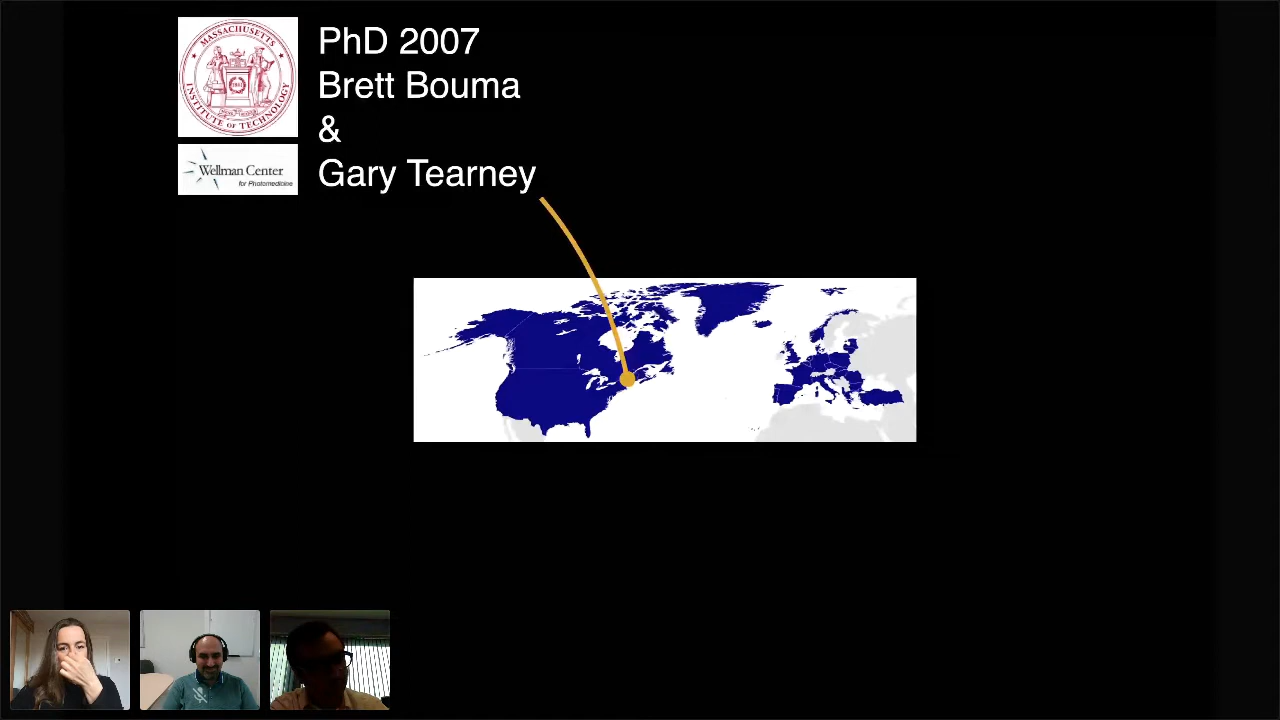 MASSACHUSETTS
INSTITUTE OF TECHNOLOGY
Wellman Center
for Photomedicine
PhD 2007
Brett Bouma
&
Gary Tearney